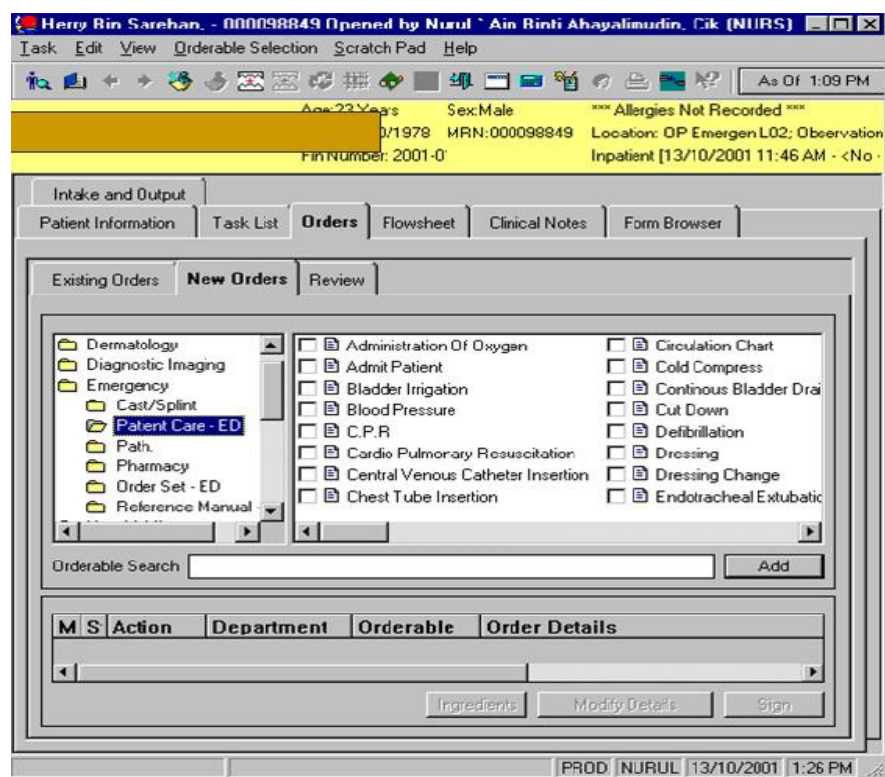 Herry Bin Sarehan, - 000098849 Opened by Nurul ` Ain Binti Ahayalimudin, Cik (NURS)
Task Edit View Orderable Selection Scratch Pad Help
As Of 1:09 PM
Age:23 Years Sex:Male *** Allergies Not Recorded ***
0/1978 MRN:000098849 Location: OP Emergen L02; Observation
Fin Number: 2001-0 Inpatient [13/10/2001 11:46 AM - <No -
Intake and Output
Patient Information Task List Orders Flowsheet Clinical Notes Form Browser
Existing Orders New Orders Review
Dermatology
Diagnostic Imaging
Emergency
Cast/Splint
Patient Care - ED
Path.
Pharmacy
Order Set - ED
Reference Manual -
Administration Of Oxygen
Admit Patient
Bladder Irrigation
Blood Pressure
C.P.R
Cardio Pulmonary Resuscitation
Central Venous Catheter Insertion
Chest Tube Insertion
Circulation Chart
Cold Compress
Continous Bladder Drai
Cut Down
Defibrillation
Dressing
Dressing Change
Endotracheal Extubatic
Orderable Search Add
M S Action Department Orderable Order Details
Ingredients Modify Details Sign
PROD NURUL 13/10/2001 1:26 PM